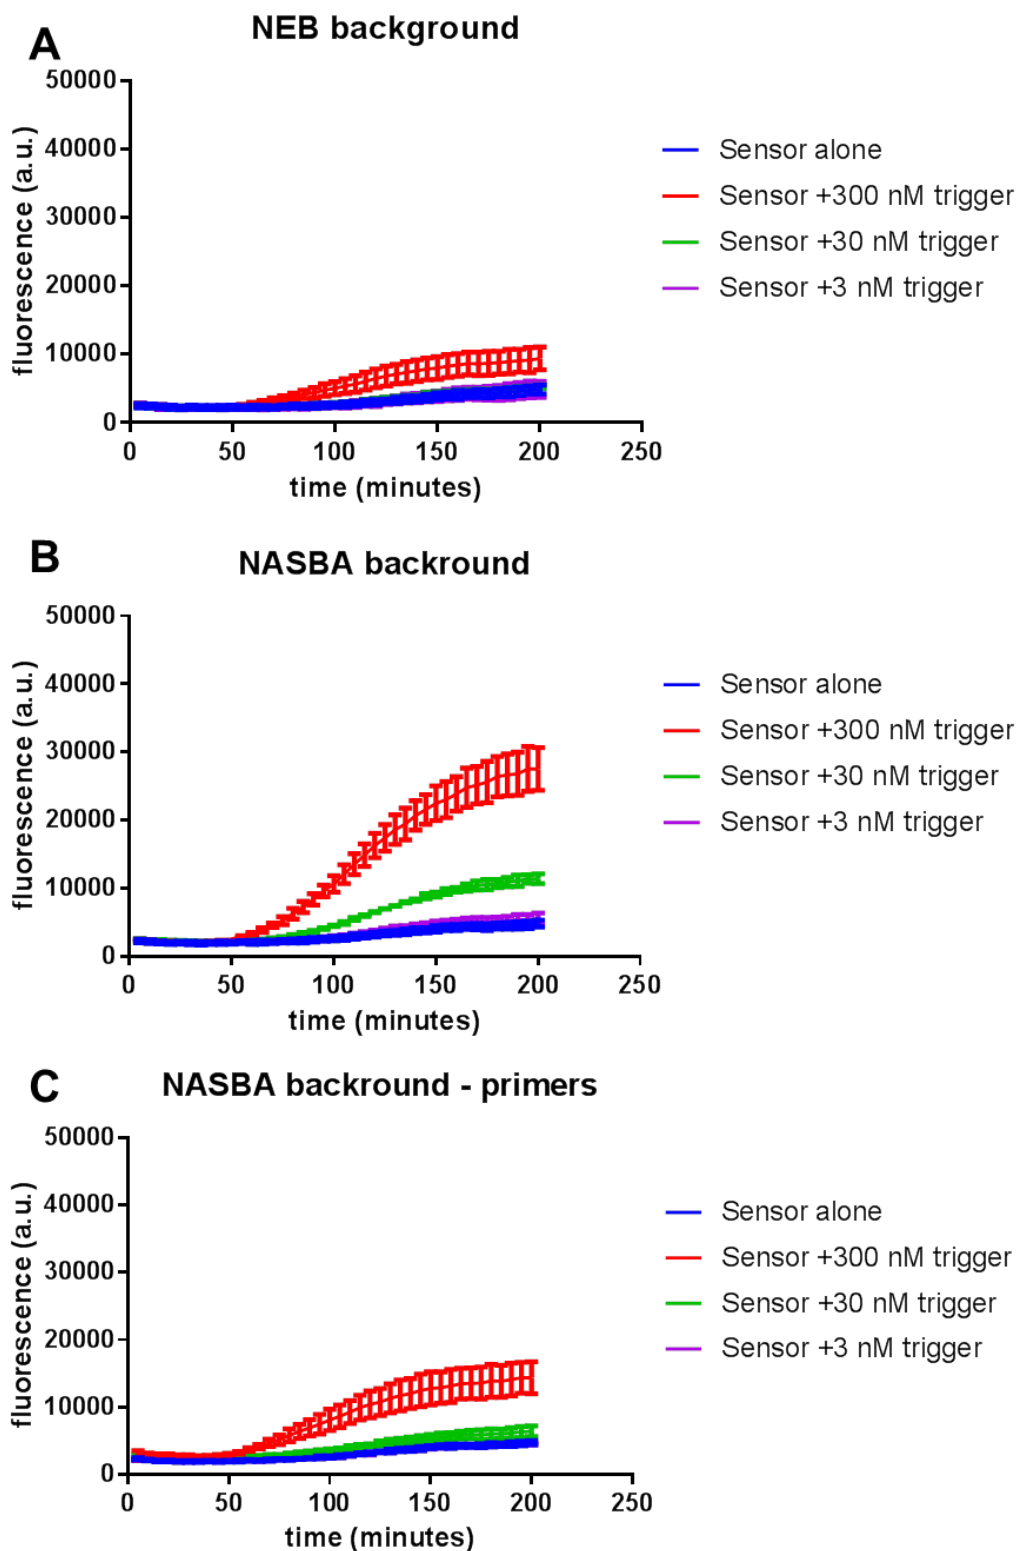 A
NEB background
50000
40000
30000
20000
10000
0
fluorescence (a.u.)
0 50 100 150 200 250
time (minutes)
Sensor alone
Sensor +300 nM trigger
Sensor +30 nM trigger
Sensor +3 nM trigger
B
NASBA backround
50000
40000
30000
20000
10000
0
fluorescence (a.u.)
0 50 100 150 200 250
time (minutes)
Sensor alone
Sensor +300 nM trigger
Sensor +30 nM trigger
Sensor +3 nM trigger
C
NASBA backround - primers
50000
40000
30000
20000
10000
0
fluorescence (a.u.)
0 50 100 150 200 250
time (minutes)
Sensor alone
Sensor +300 nM trigger
Sensor +30 nM trigger
Sensor +3 nM trigger